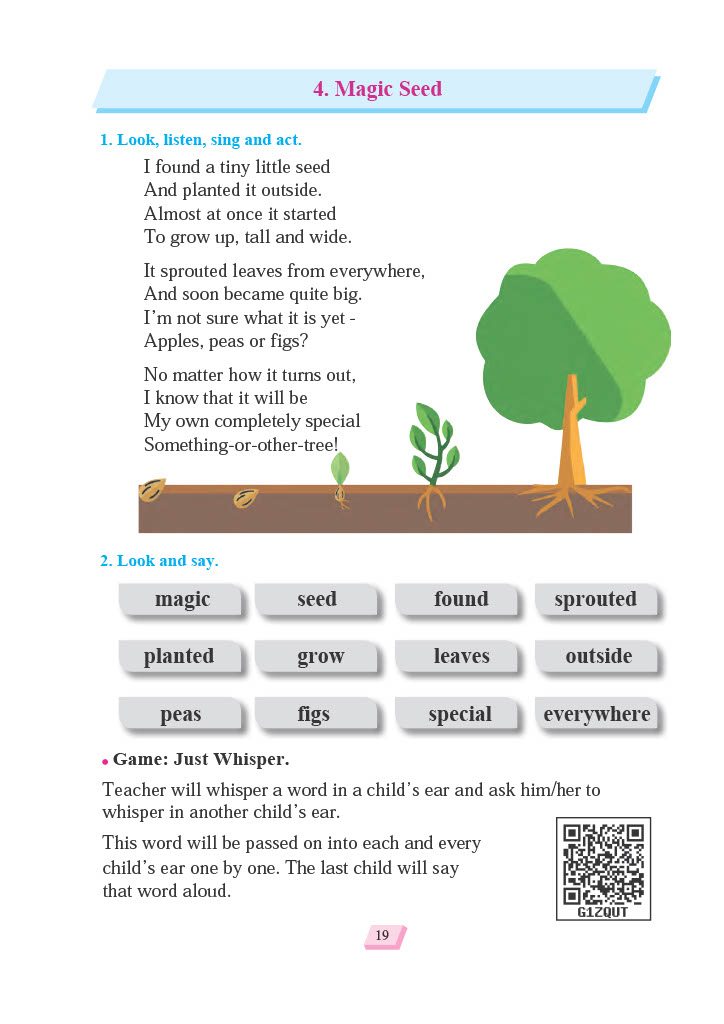 4. Magic Seed
1. Look, listen, sing and act.
I found a tiny little seed
And planted it outside.
Almost at once it started
To grow up, tall and wide.
It sprouted leaves from everywhere,
And soon became quite big.
I'm not sure what it is yet -
Apples, peas or figs?
No matter how it turns out,
I know that it will be
My own completely special
Something-or-other-tree!
2. Look and say.
magic seed found sprouted
planted grow leaves outside
peas figs special everywhere
• Game: Just Whisper.
Teacher will whisper a word in a child's ear and ask him/her to
whisper in another child's ear.
This word will be passed on into each and every
child's ear one by one. The last child will say
that word aloud.
G1ZQUT
19